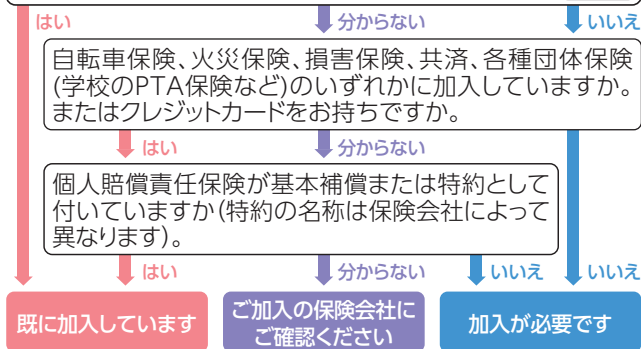 はい
分からない
いいえ
自転車保険、火災保険、損害保険、共済、各種団体保険
(学校のPTA保険など)のいずれかに加入していますか。
またはクレジットカードをお持ちですか。
はい
分からない
個人賠償責任保険が基本補償または特約として
付いていますか(特約の名称は保険会社によって
異なります)。
はい
分からない
いいえ
いいえ
既に加入しています
ご加入の保険会社に
ご確認ください
加入が必要です